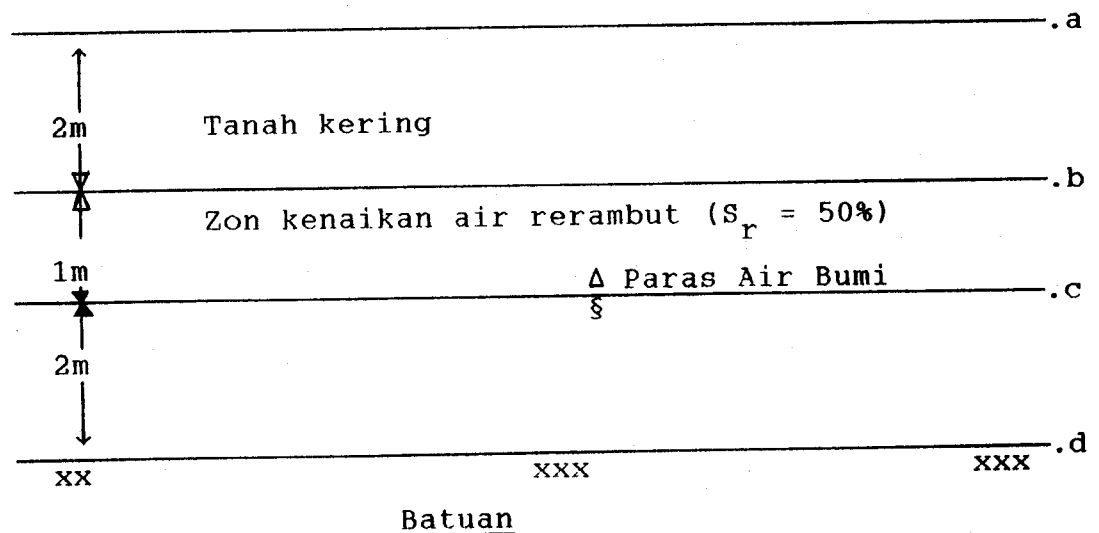 .a
2m Tanah kering
.b
Zon kenaikan air rerambut (Sr = 50%)
1m Δ Paras Air Bumi
.c
§
2m
.d
xx xxx xxx
Batuan